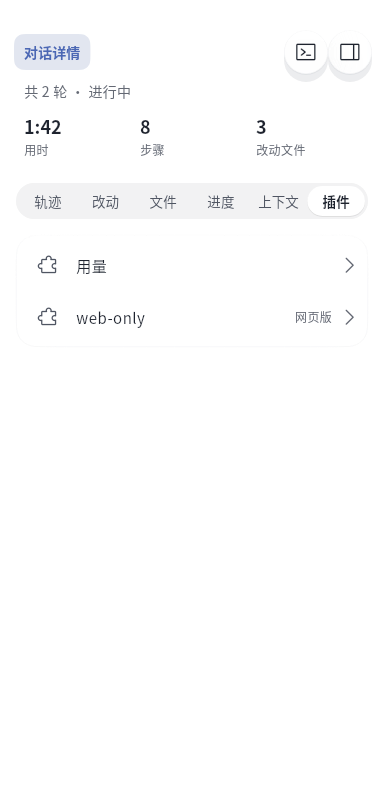 对话详情
共 2 轮 · 进行中
1:42 8 3
用时 步骤 改动文件
轨迹 改动 文件 进度 上下文 插件
用量
web-only 网页版